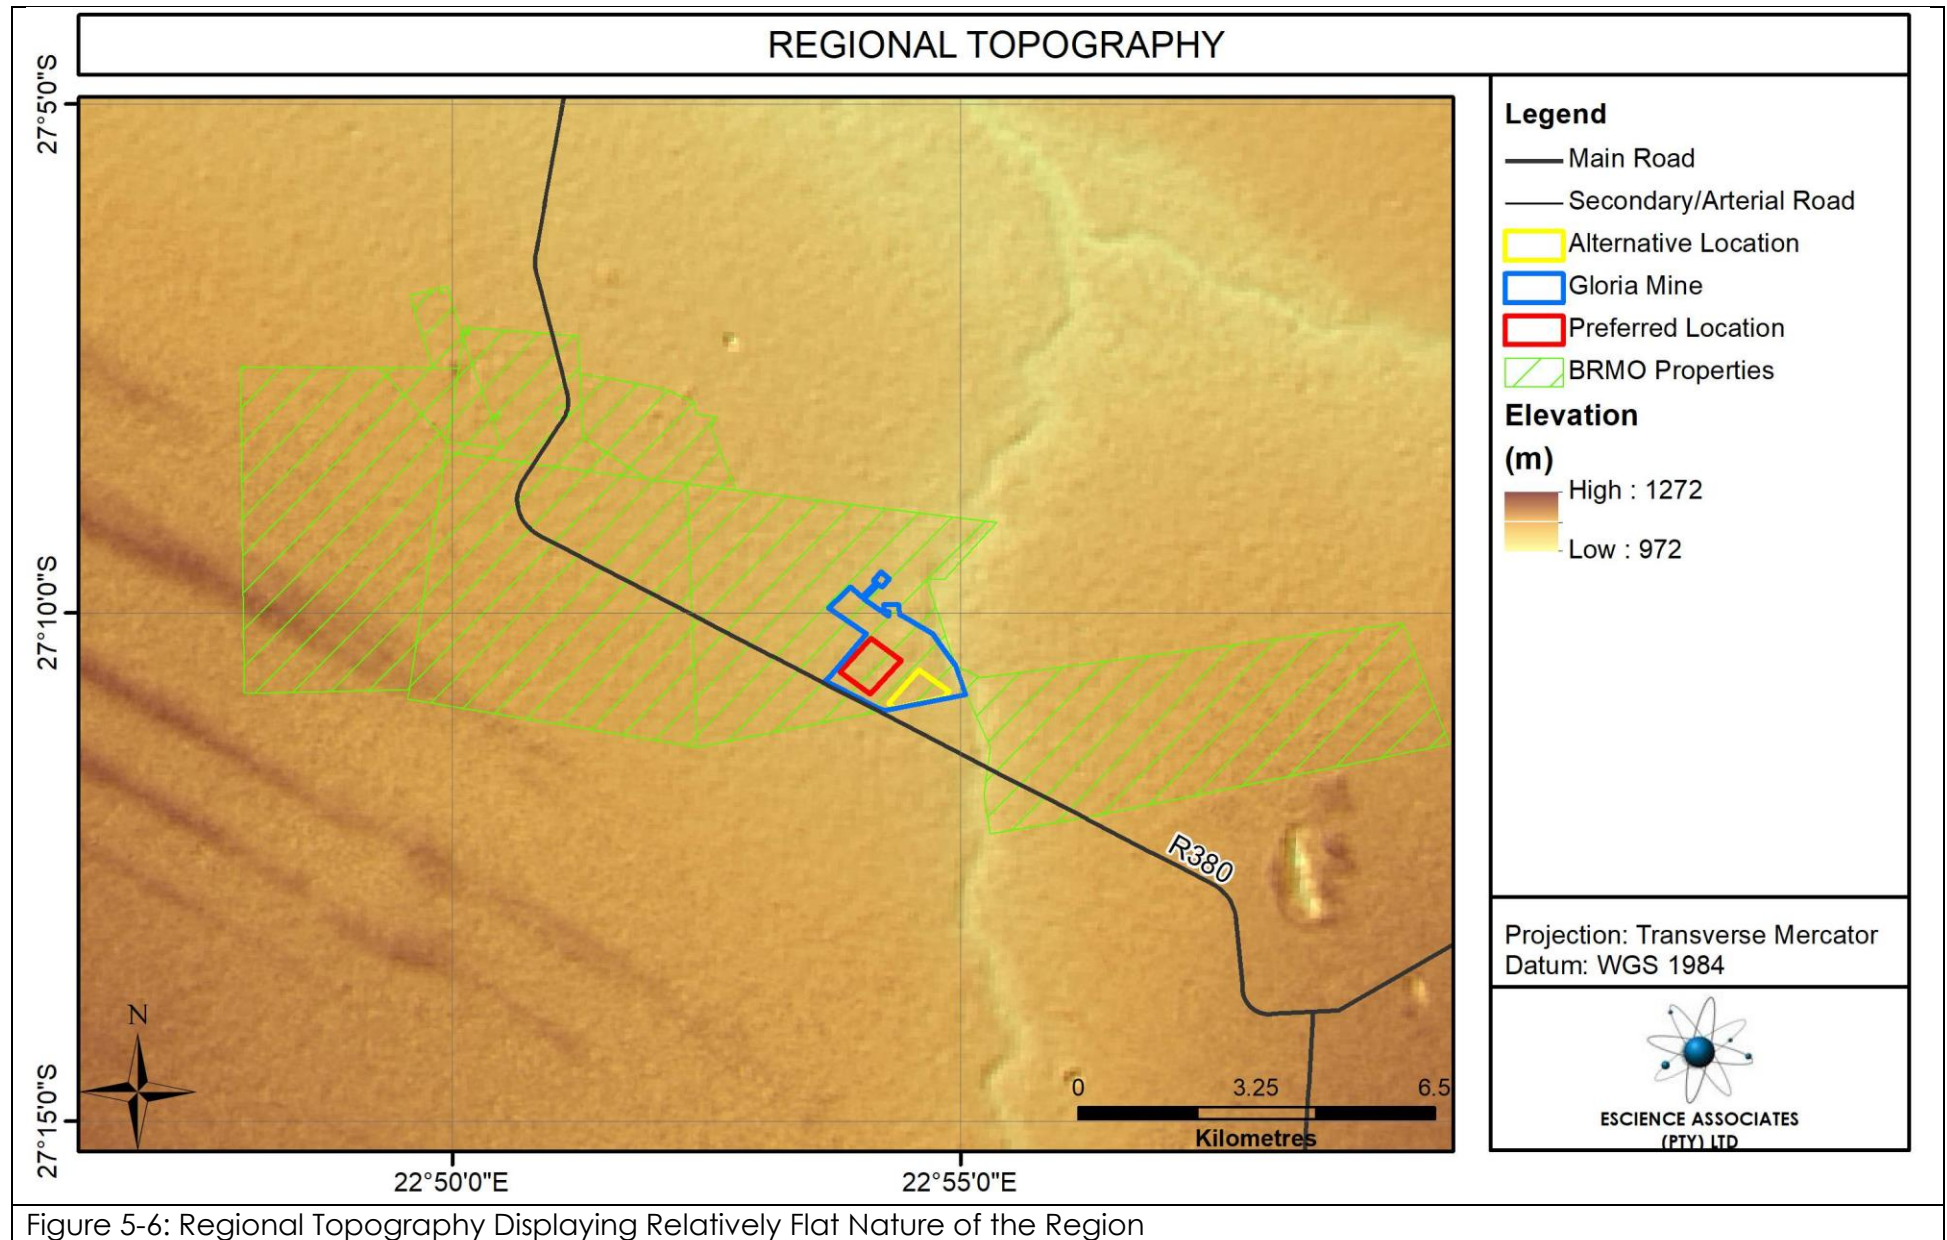 REGIONAL TOPOGRAPHY
27°5'0"S
27°10'0"S
27°15'0"S
22°50'0"E
22°55'0"E
R380
N
0 3.25 6.5
Kilometres
Legend
Main Road
Secondary/Arterial Road
Alternative Location
Gloria Mine
Preferred Location
BRMO Properties
Elevation
(m)
High : 1272
Low : 972
Projection: Transverse Mercator
Datum: WGS 1984
ESCIENCE ASSOCIATES
(PTY) LTD
Figure 5-6: Regional Topography Displaying Relatively Flat Nature of the Region